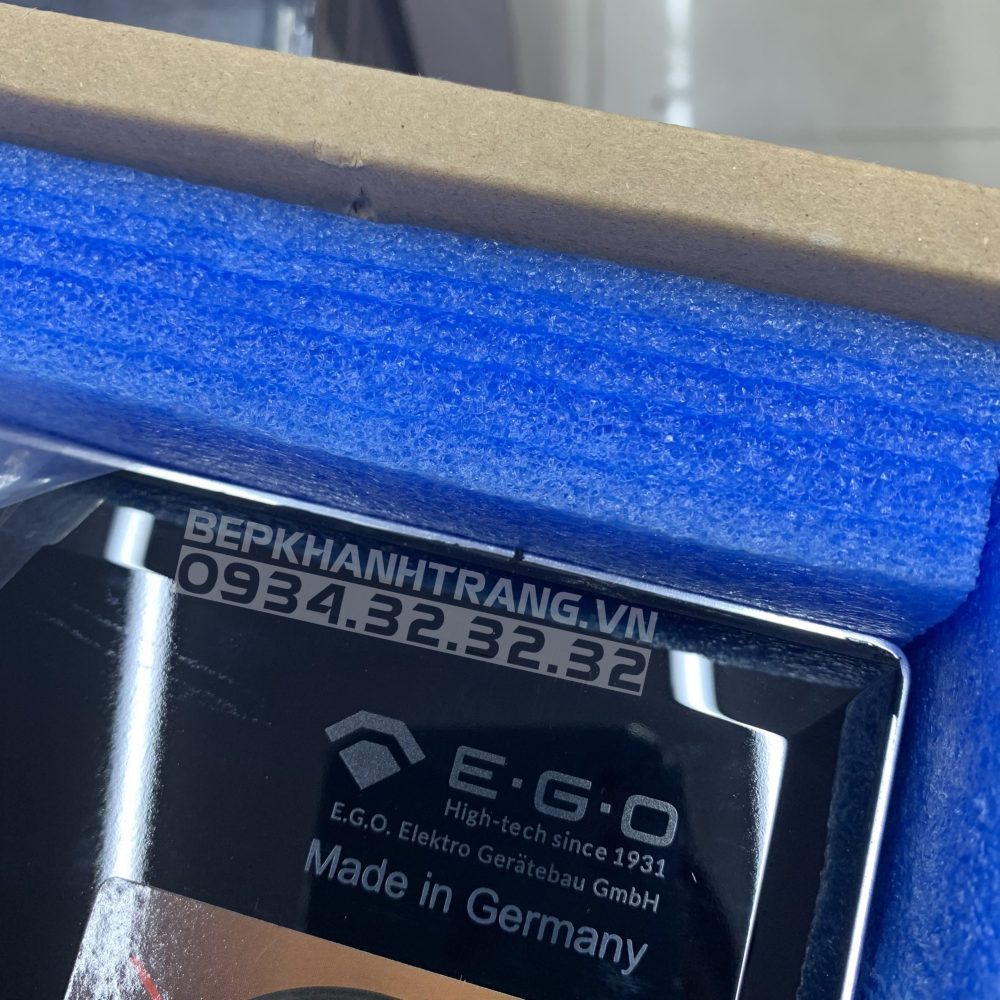 BEPKHANHTRANG.VN
0934.32.32.32
E·G·O
High-tech since 1931
E.G.O. Elektro Gerätebau GmbH
Made in Germany